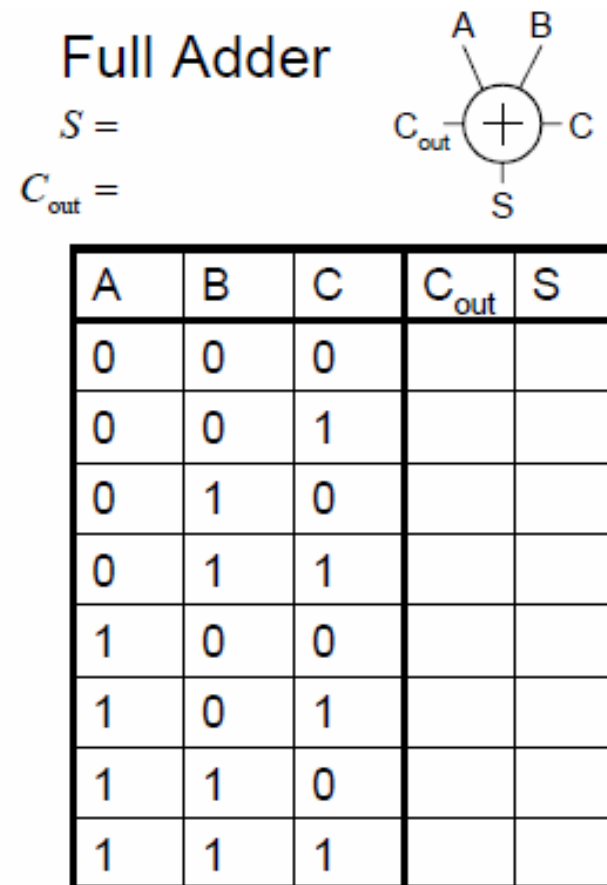 Full Adder
S =
C_out =
A B
C_out + C
S
A B C C_out S
0 0 0
0 0 1
0 1 0
0 1 1
1 0 0
1 0 1
1 1 0
1 1 1